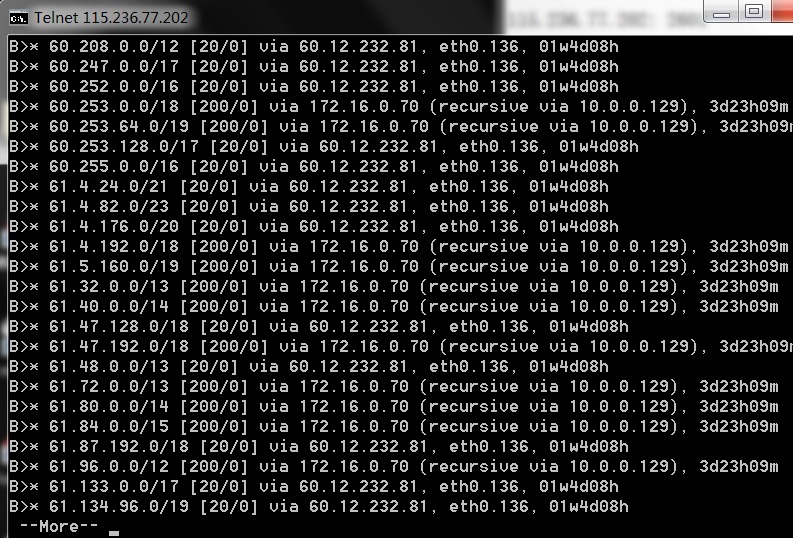 Telnet 115.236.77.202
B>* 60.208.0.0/12 [20/0] via 60.12.232.81, eth0.136, 01w4d08h
B>* 60.247.0.0/17 [20/0] via 60.12.232.81, eth0.136, 01w4d08h
B>* 60.252.0.0/16 [20/0] via 60.12.232.81, eth0.136, 01w4d08h
B>* 60.253.0.0/18 [200/0] via 172.16.0.70 (recursive via 10.0.0.129), 3d23h09m
B>* 60.253.64.0/19 [200/0] via 172.16.0.70 (recursive via 10.0.0.129), 3d23h09m
B>* 60.253.128.0/17 [20/0] via 60.12.232.81, eth0.136, 01w4d08h
B>* 60.255.0.0/16 [20/0] via 60.12.232.81, eth0.136, 01w4d08h
B>* 61.4.24.0/21 [20/0] via 60.12.232.81, eth0.136, 01w4d08h
B>* 61.4.82.0/23 [20/0] via 60.12.232.81, eth0.136, 01w4d08h
B>* 61.4.176.0/20 [20/0] via 60.12.232.81, eth0.136, 01w4d08h
B>* 61.4.192.0/18 [200/0] via 172.16.0.70 (recursive via 10.0.0.129), 3d23h09m
B>* 61.5.160.0/19 [200/0] via 172.16.0.70 (recursive via 10.0.0.129), 3d23h09m
B>* 61.32.0.0/13 [200/0] via 172.16.0.70 (recursive via 10.0.0.129), 3d23h09m
B>* 61.40.0.0/14 [200/0] via 172.16.0.70 (recursive via 10.0.0.129), 3d23h09m
B>* 61.47.128.0/18 [20/0] via 60.12.232.81, eth0.136, 01w4d08h
B>* 61.47.192.0/18 [200/0] via 172.16.0.70 (recursive via 10.0.0.129), 3d23h09m
B>* 61.48.0.0/13 [20/0] via 60.12.232.81, eth0.136, 01w4d08h
B>* 61.72.0.0/13 [200/0] via 172.16.0.70 (recursive via 10.0.0.129), 3d23h09m
B>* 61.80.0.0/14 [200/0] via 172.16.0.70 (recursive via 10.0.0.129), 3d23h09m
B>* 61.84.0.0/15 [200/0] via 172.16.0.70 (recursive via 10.0.0.129), 3d23h09m
B>* 61.87.192.0/18 [20/0] via 60.12.232.81, eth0.136, 01w4d08h
B>* 61.96.0.0/12 [200/0] via 172.16.0.70 (recursive via 10.0.0.129), 3d23h09m
B>* 61.133.0.0/17 [20/0] via 60.12.232.81, eth0.136, 01w4d08h
B>* 61.134.96.0/19 [20/0] via 60.12.232.81, eth0.136, 01w4d08h
--More--